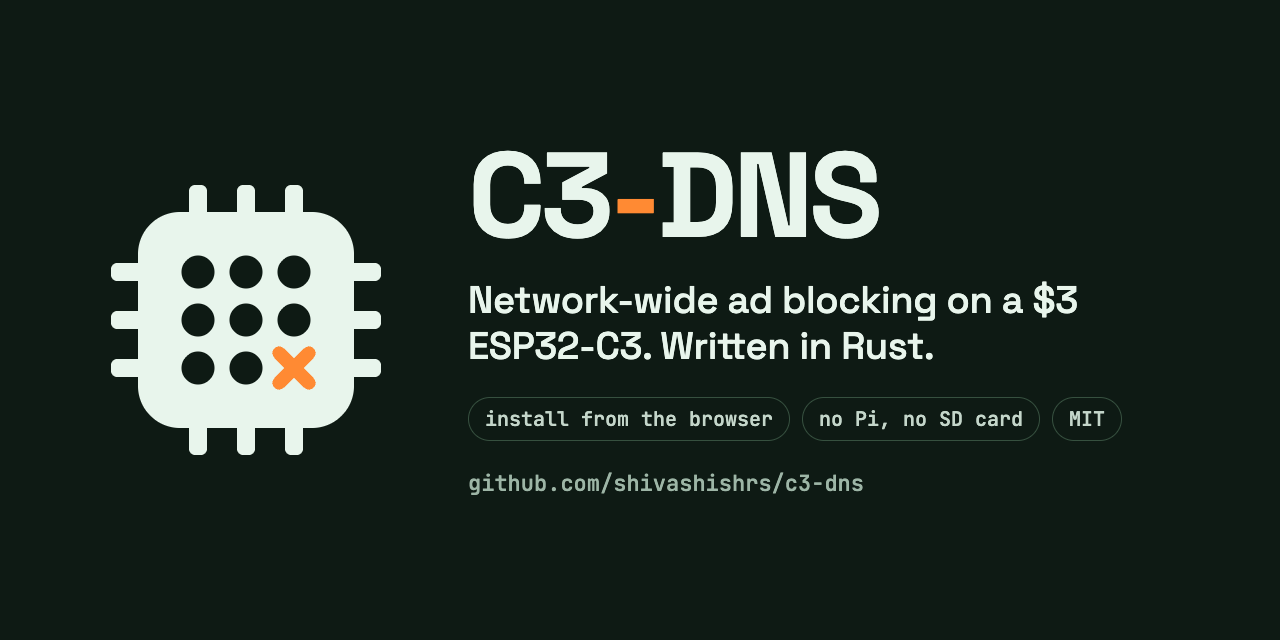 C3-DNS
Network-wide ad blocking on a $3
ESP32-C3. Written in Rust.
install from the browser
no Pi, no SD card
MIT
github.com/shivashishrs/c3-dns